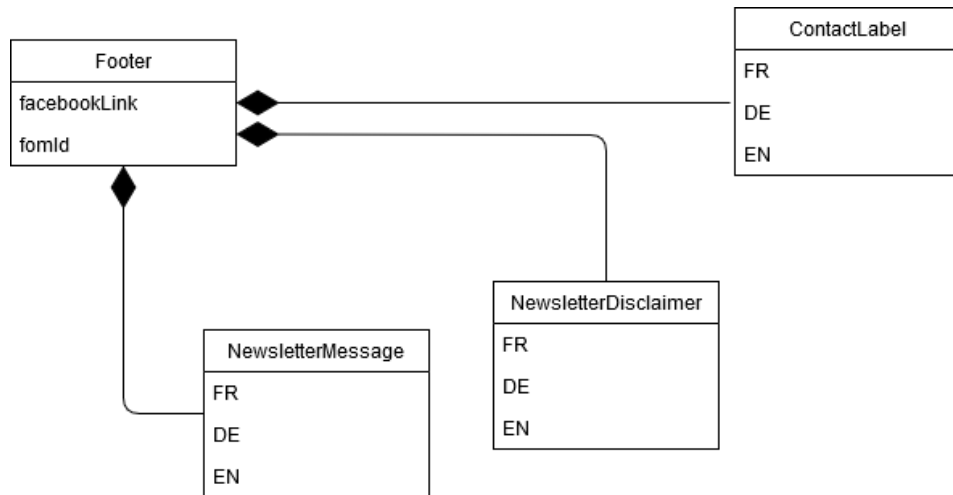 Footer
facebookLink
fomId
ContactLabel
FR
DE
EN
NewsletterDisclaimer
FR
DE
EN
NewsletterMessage
FR
DE
EN